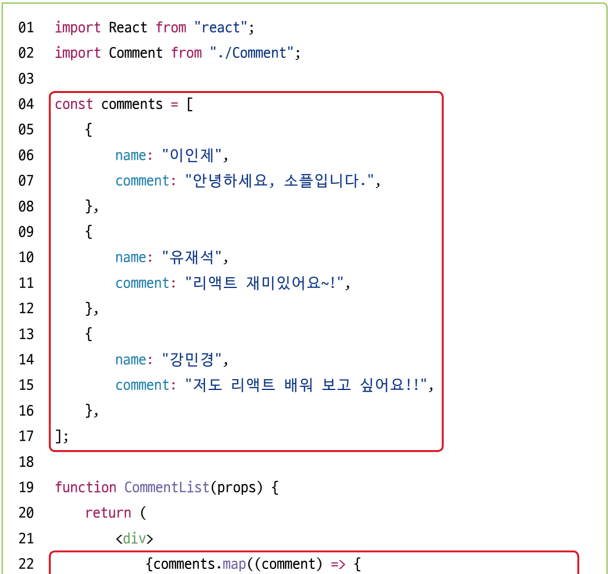 01 import React from "react";
02 import Comment from "./Comment";
03
04 const comments = [
05 {
06 name: "이인제",
07 comment: "안녕하세요, 소플입니다.",
08 },
09 {
10 name: "유재석",
11 comment: "리액트 재미있어요~!",
12 },
13 {
14 name: "강민경",
15 comment: "저도 리액트 배워 보고 싶어요!!",
16 },
17 ];
18
19 function CommentList(props) {
20 return (
21 <div>
22 {comments.map((comment) => {